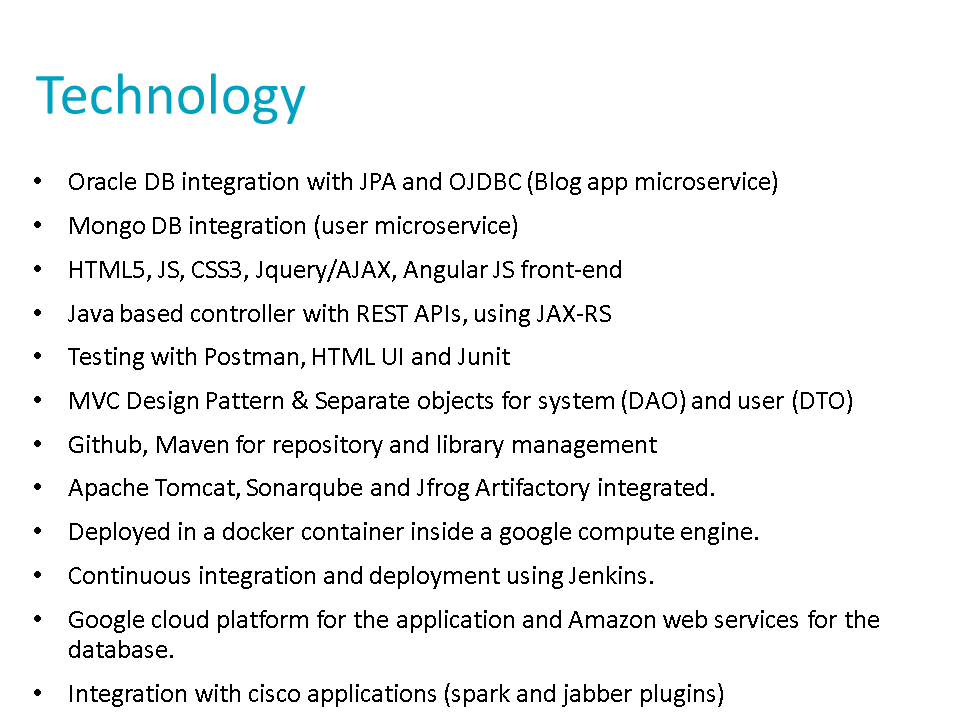 Technology
• Oracle DB integration with JPA and OJDBC (Blog app microservice)
• Mongo DB integration (user microservice)
• HTML5, JS, CSS3, Jquery/AJAX, Angular JS front-end
• Java based controller with REST APIs, using JAX-RS
• Testing with Postman, HTML UI and Junit
• MVC Design Pattern & Separate objects for system (DAO) and user (DTO)
• Github, Maven for repository and library management
• Apache Tomcat, Sonarqube and Jfrog Artifactory integrated.
• Deployed in a docker container inside a google compute engine.
• Continuous integration and deployment using Jenkins.
• Google cloud platform for the application and Amazon web services for the
database.
• Integration with cisco applications (spark and jabber plugins)